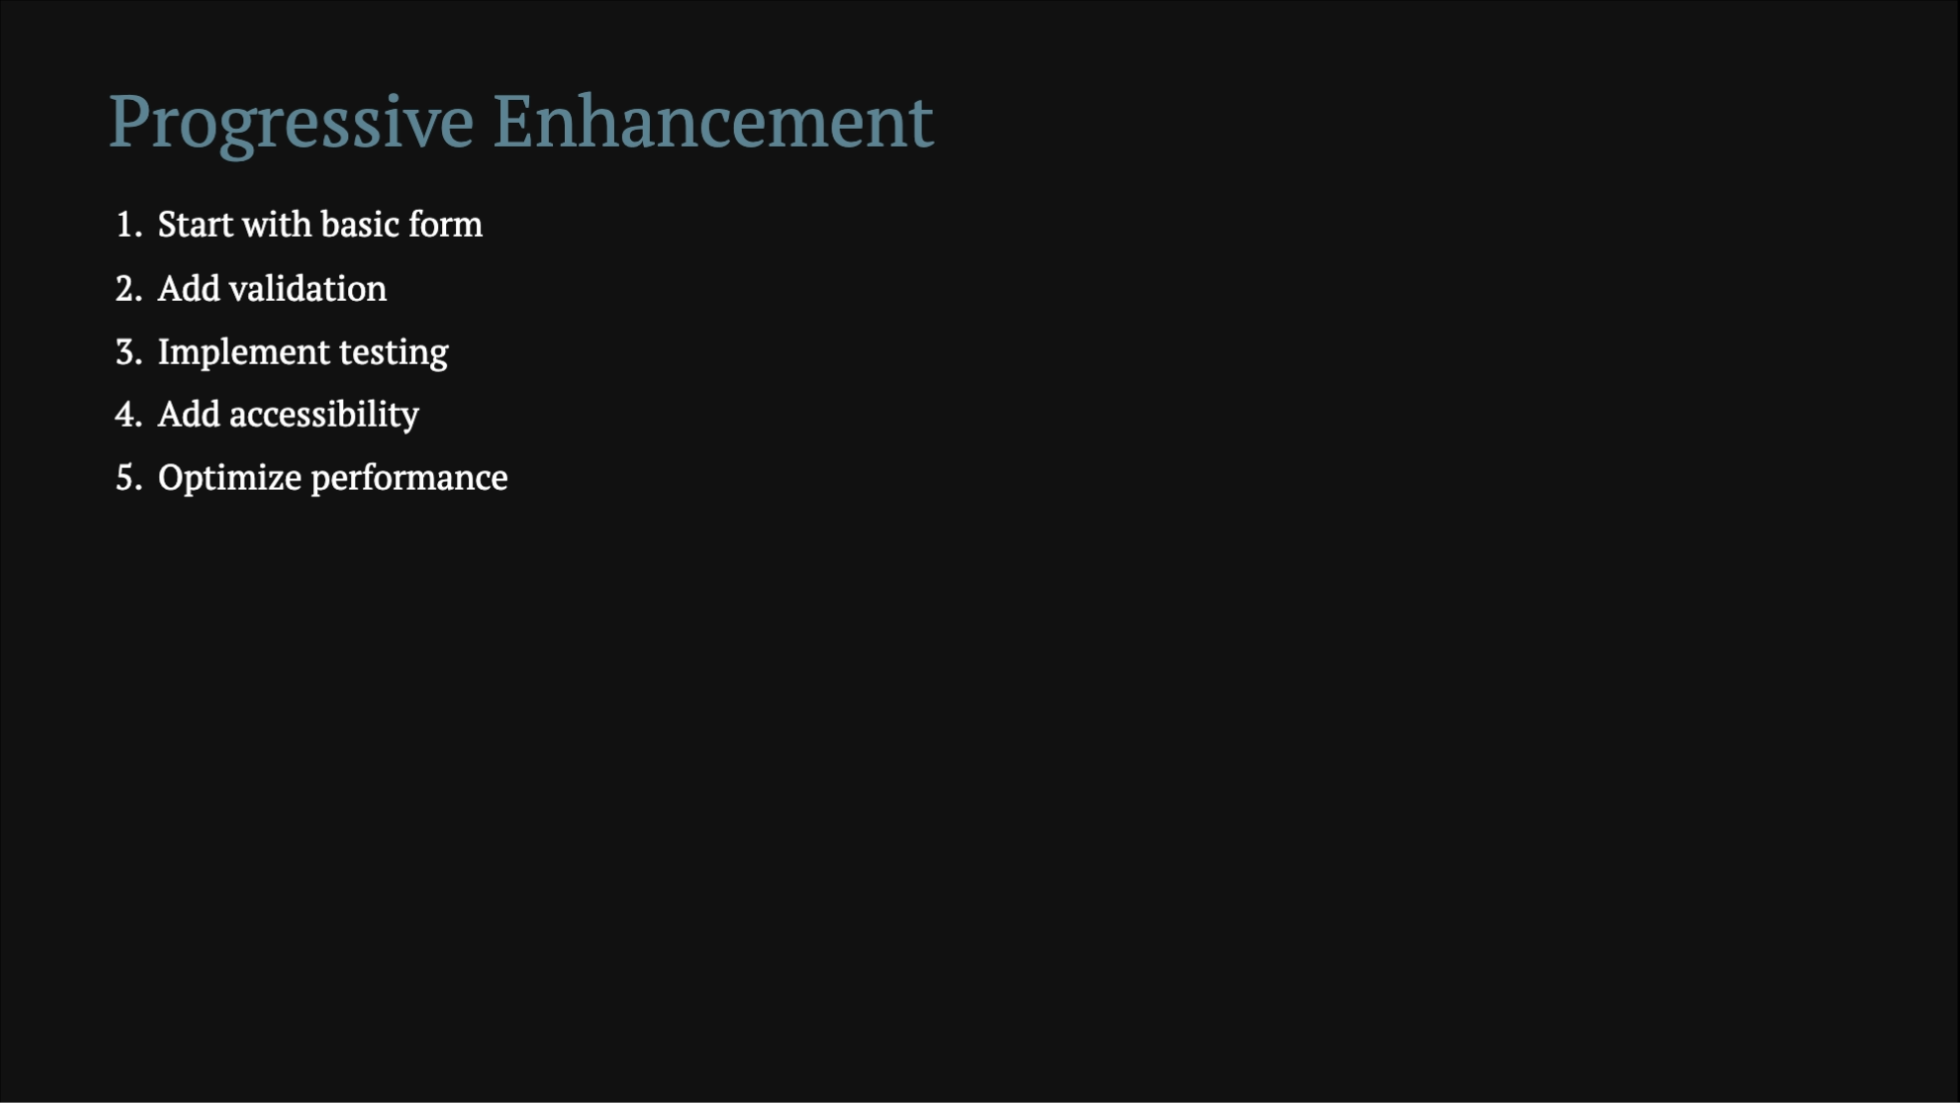 Progressive Enhancement
1. Start with basic form
2. Add validation
3. Implement testing
4. Add accessibility
5. Optimize performance